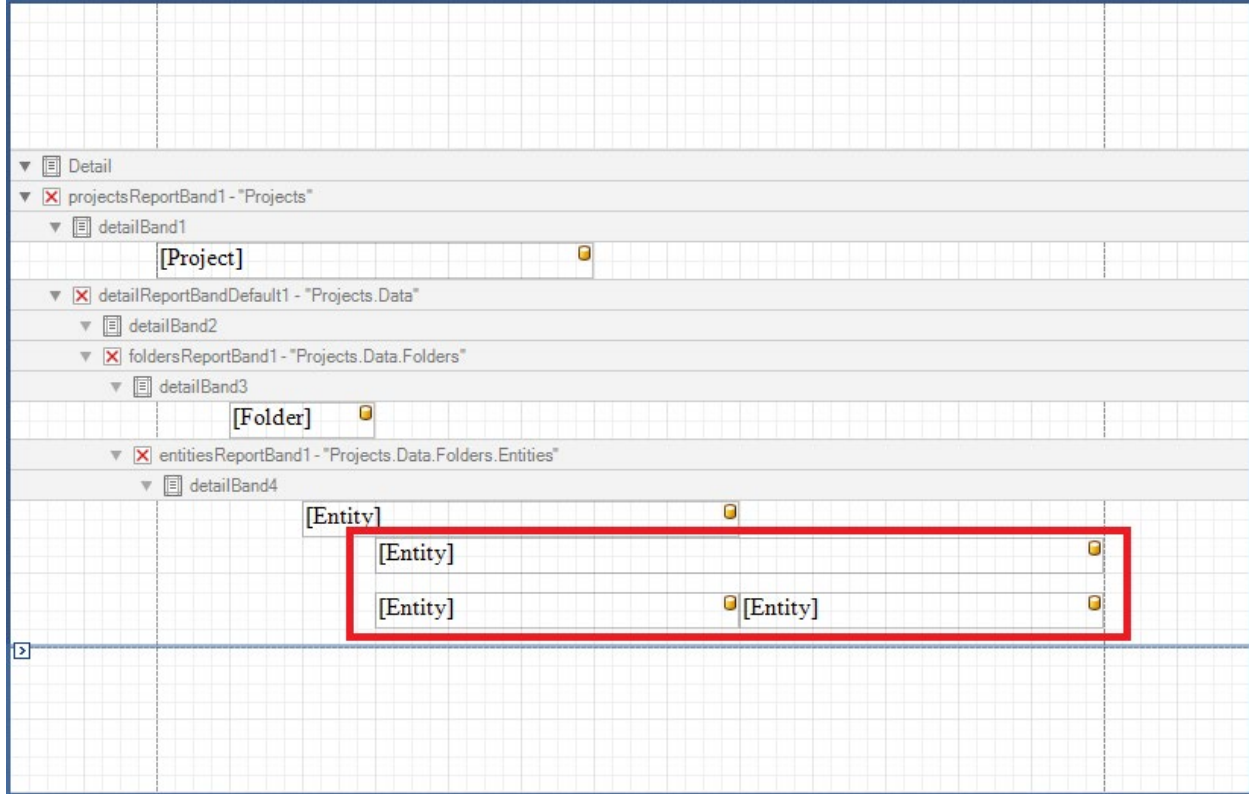 Detail
projectsReportBand1 - "Projects"
detailBand1
[Project]
detailReportBandDefault1 - "Projects.Data"
detailBand2
foldersReportBand1 - "Projects.Data.Folders"
detailBand3
[Folder]
entitiesReportBand1 - "Projects.Data.Folders.Entities"
detailBand4
[Entity]
[Entity]
[Entity] [Entity]